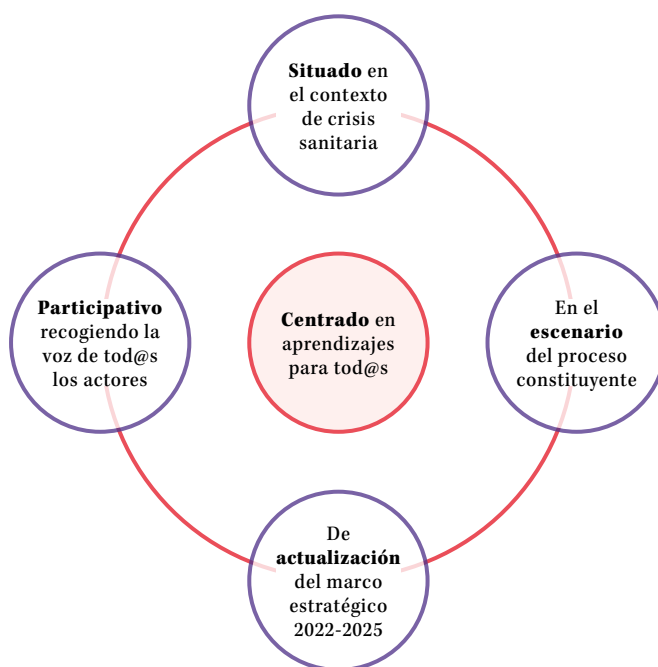 Situado en
el contexto
de crisis
sanitaria
Participativo
recogiendo la
voz de tod@s
los actores
Centrado en
aprendizajes
para tod@s
En el
escenario
del proceso
constituyente
De
actualización
del marco
estratégico
2022-2025